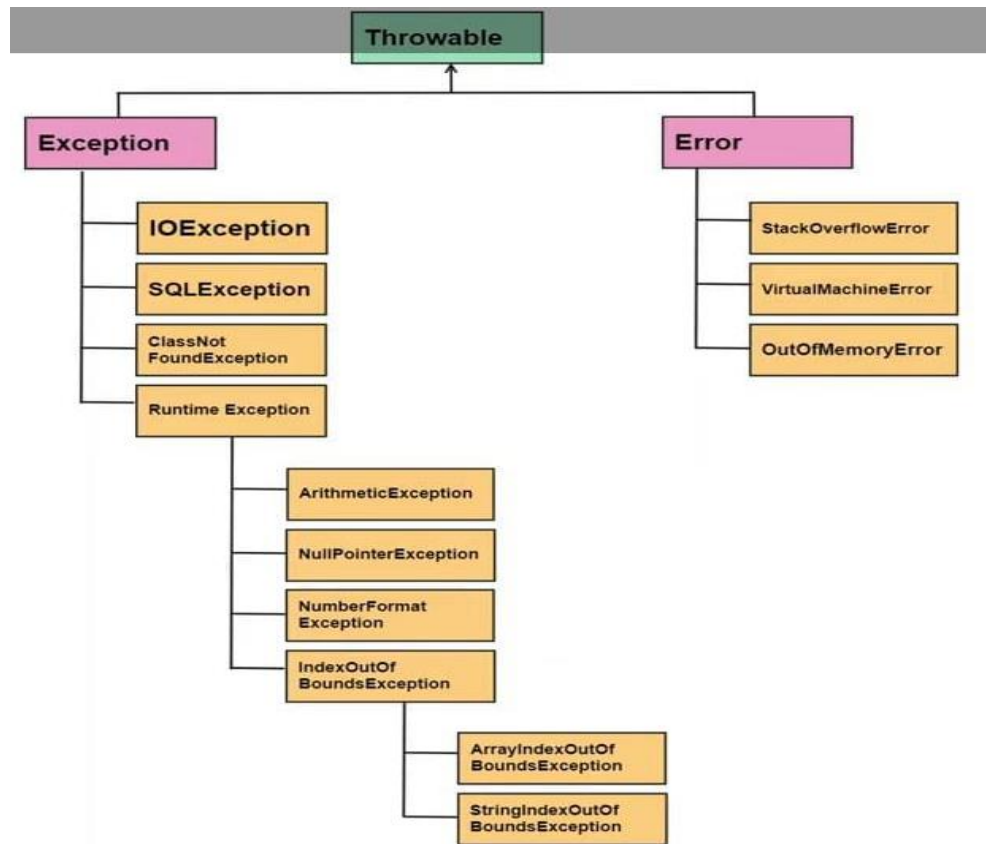 Throwable
Exception
Error
IOException
SQLException
ClassNot
FoundException
Runtime Exception
StackOverflowError
VirtualMachineError
OutOfMemoryError
ArithmeticException
NullPointerException
NumberFormat
Exception
IndexOutOf
BoundsException
ArrayIndexOutOf
BoundsException
StringIndexOutOf
BoundsException